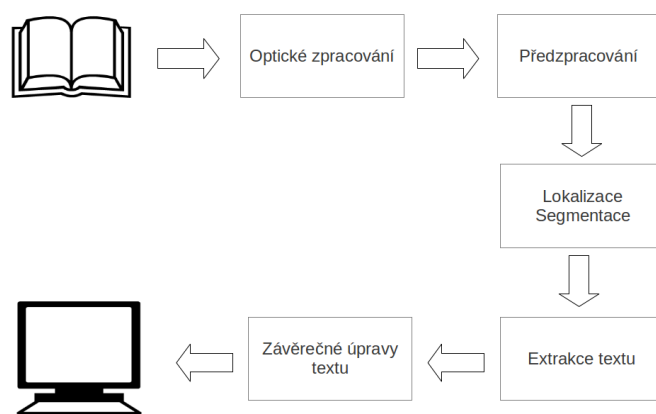 Optické zpracování
Předzpracování
Lokalizace
Segmentace
Extrakce textu
Závěrečné úpravy
textu